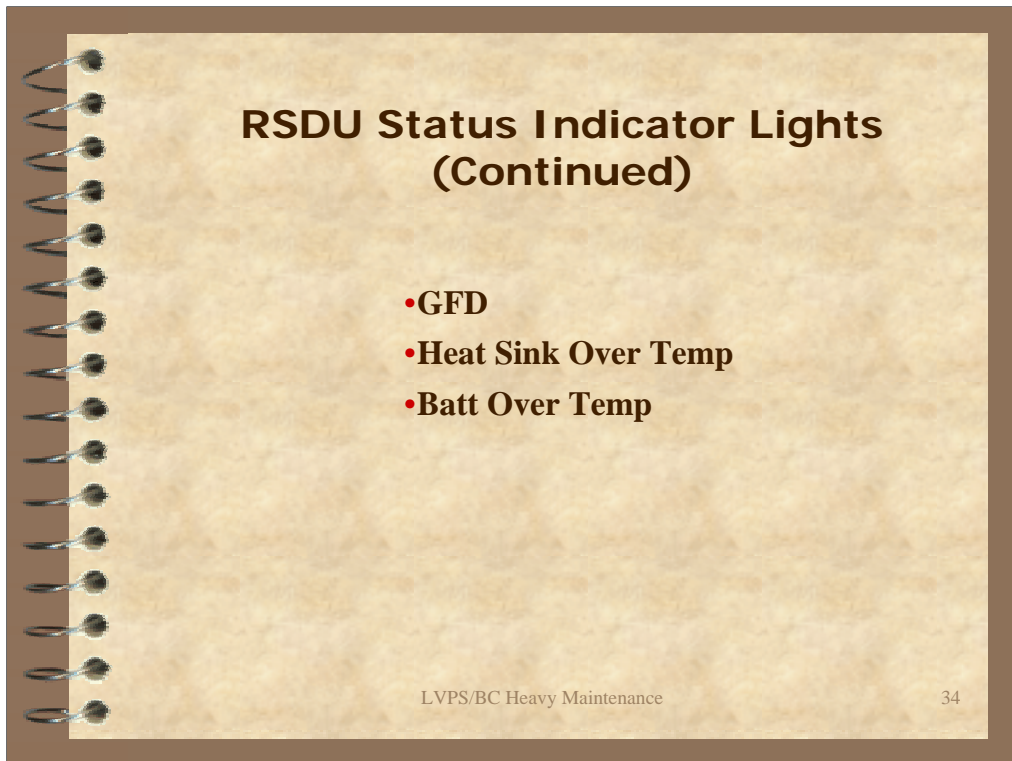 RSDU Status Indicator Lights
(Continued)
•GFD
•Heat Sink Over Temp
•Batt Over Temp
LVPS/BC Heavy Maintenance 34